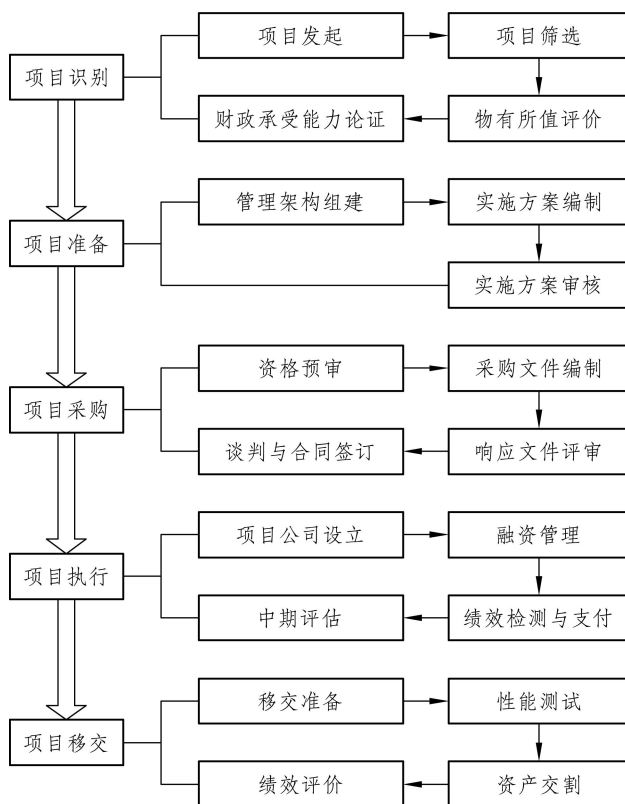 项目识别
项目发起
项目筛选
财政承受能力论证
物有所值评价
项目准备
管理架构组建
实施方案编制
实施方案审核
项目采购
资格预审
采购文件编制
谈判与合同签订
响应文件评审
项目执行
项目公司设立
融资管理
中期评估
绩效检测与支付
项目移交
移交准备
性能测试
绩效评价
资产交割